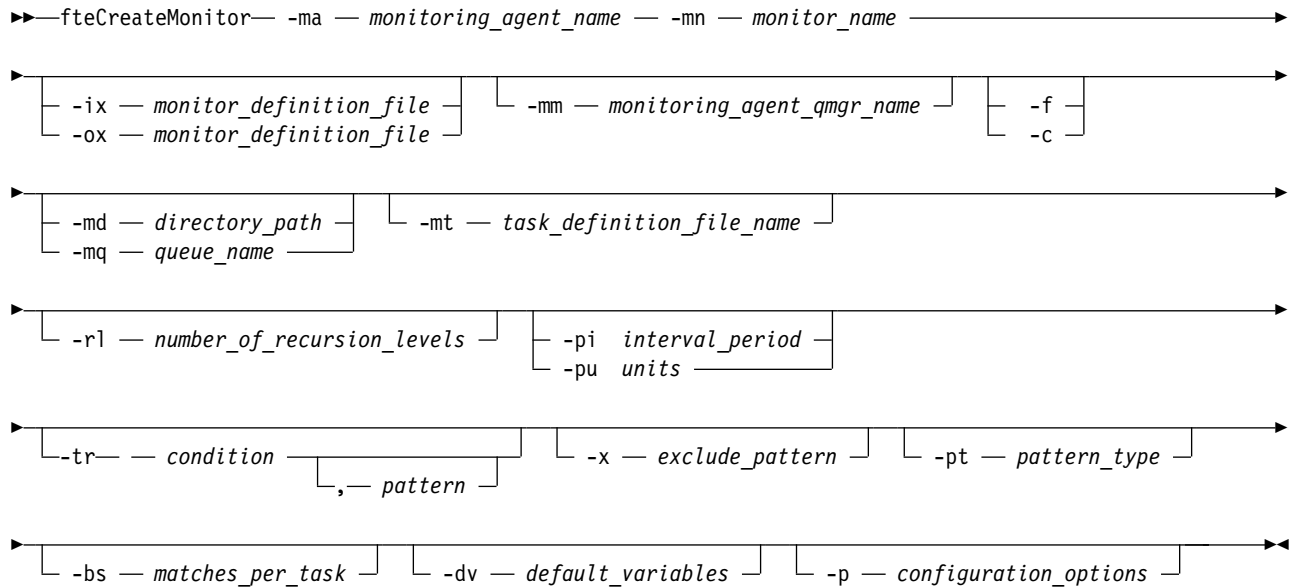 fteCreateMonitor -ma monitoring_agent_name -mn monitor_name
-ix monitor_definition_file -mm monitoring_agent_qmgr_name -f
-ox monitor_definition_file -c
-md directory_path -mt task_definition_file_name
-mq queue_name
-rl number_of_recursion_levels -pi interval_period
-pu units
-tr condition -x exclude_pattern -pt pattern_type
, pattern
-bs matches_per_task -dv default_variables -p configuration_options